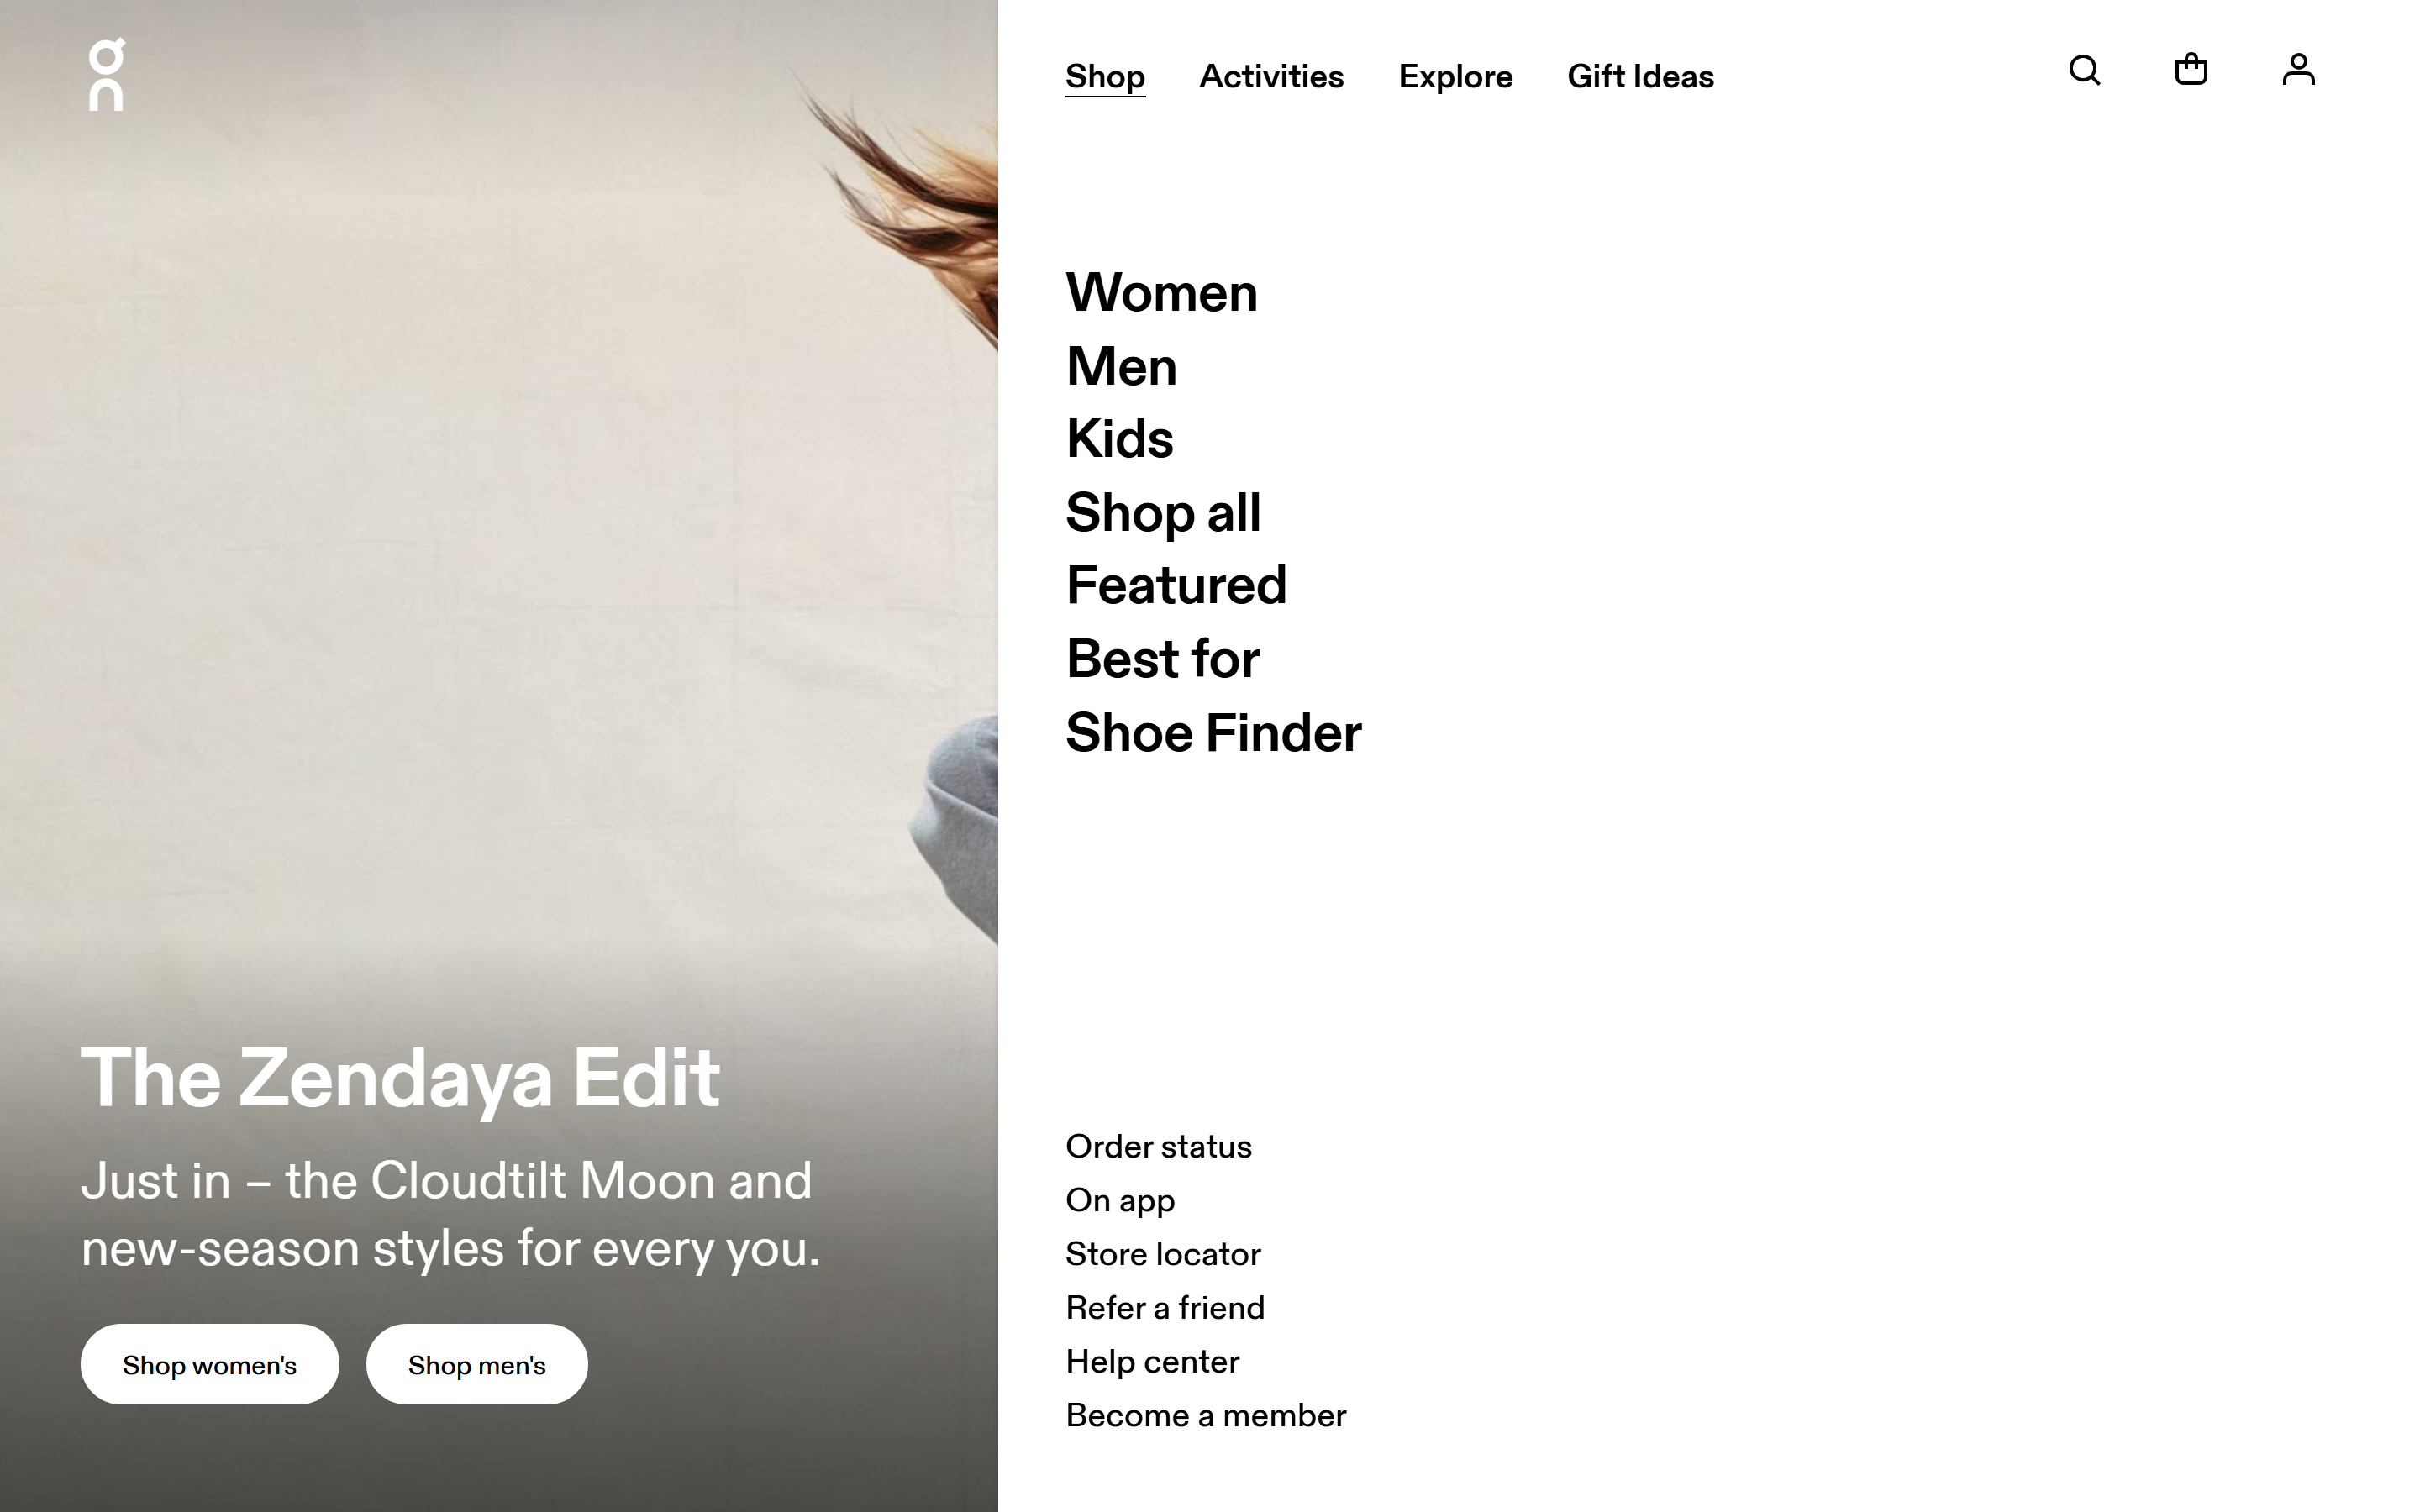 Shop Activities Explore Gift Ideas
Women
Men
Kids
Shop all
Featured
Best for
Shoe Finder
The Zendaya Edit
Just in – the Cloudtilt Moon and
new-season styles for every you.
Shop women's Shop men's
Order status
On app
Store locator
Refer a friend
Help center
Become a member